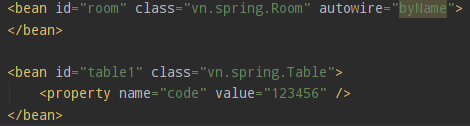 <bean id="room" class="vn.spring.Room" autowire="byName">
</bean>
<bean id="table1" class="vn.spring.Table">
<property name="code" value="123456" />
</bean>